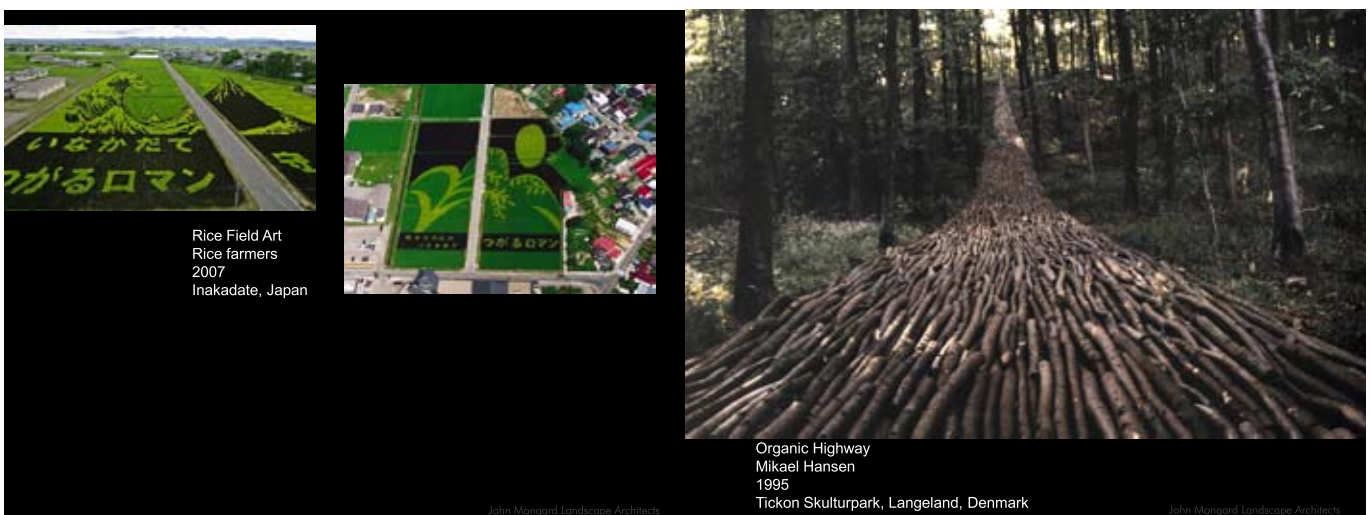 いなかだて
つがるロマン
つがるロマン
Rice Field Art
Rice farmers
2007
Inakadate, Japan
John Mongard Landscape Architects
Organic Highway
Mikael Hansen
1995
Tickon Skulturpark, Langeland, Denmark
John Mongard Landscape Architects